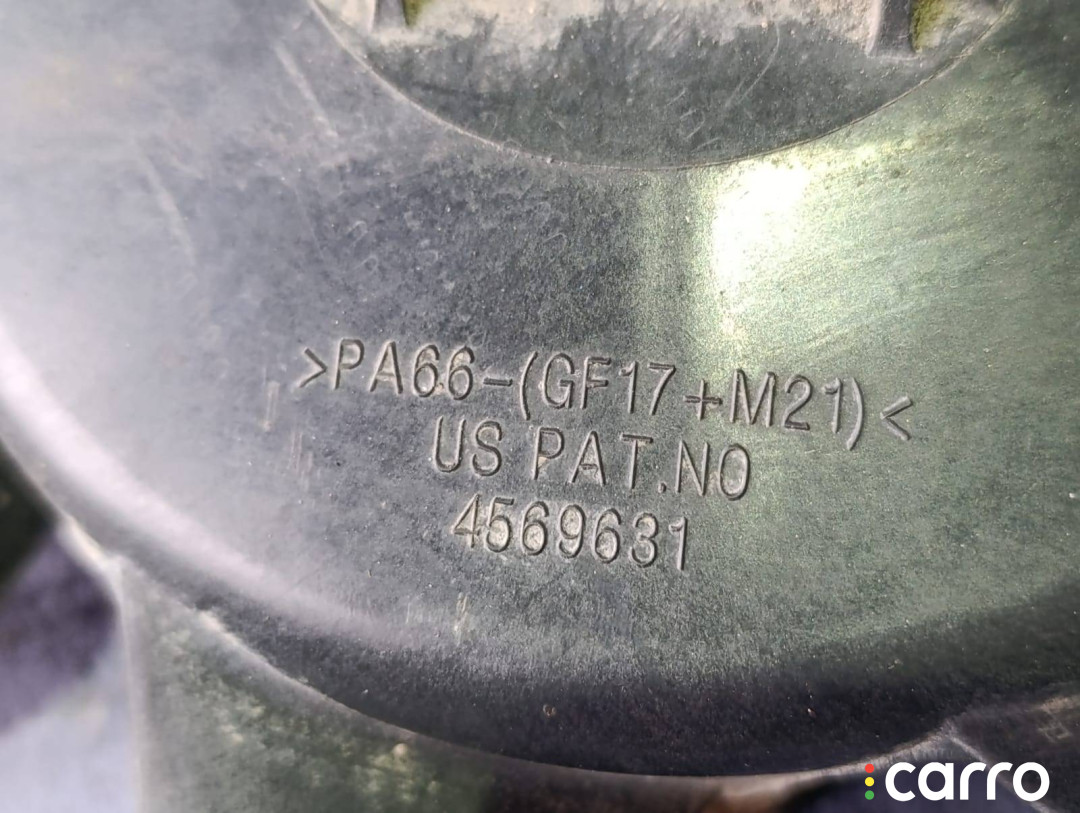 >PA66-(GF17+M21)<
US PAT.NO
4569631
carro